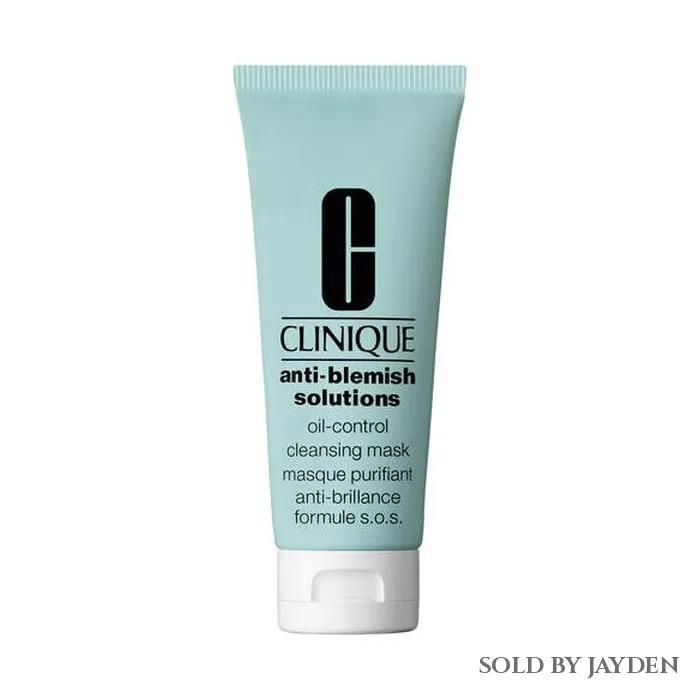 C
CLINIQUE
anti-blemish
solutions
oil-control
cleansing mask
masque purifiant
anti-brillance
formule s.o.s.
SOLD BY JAYDEN